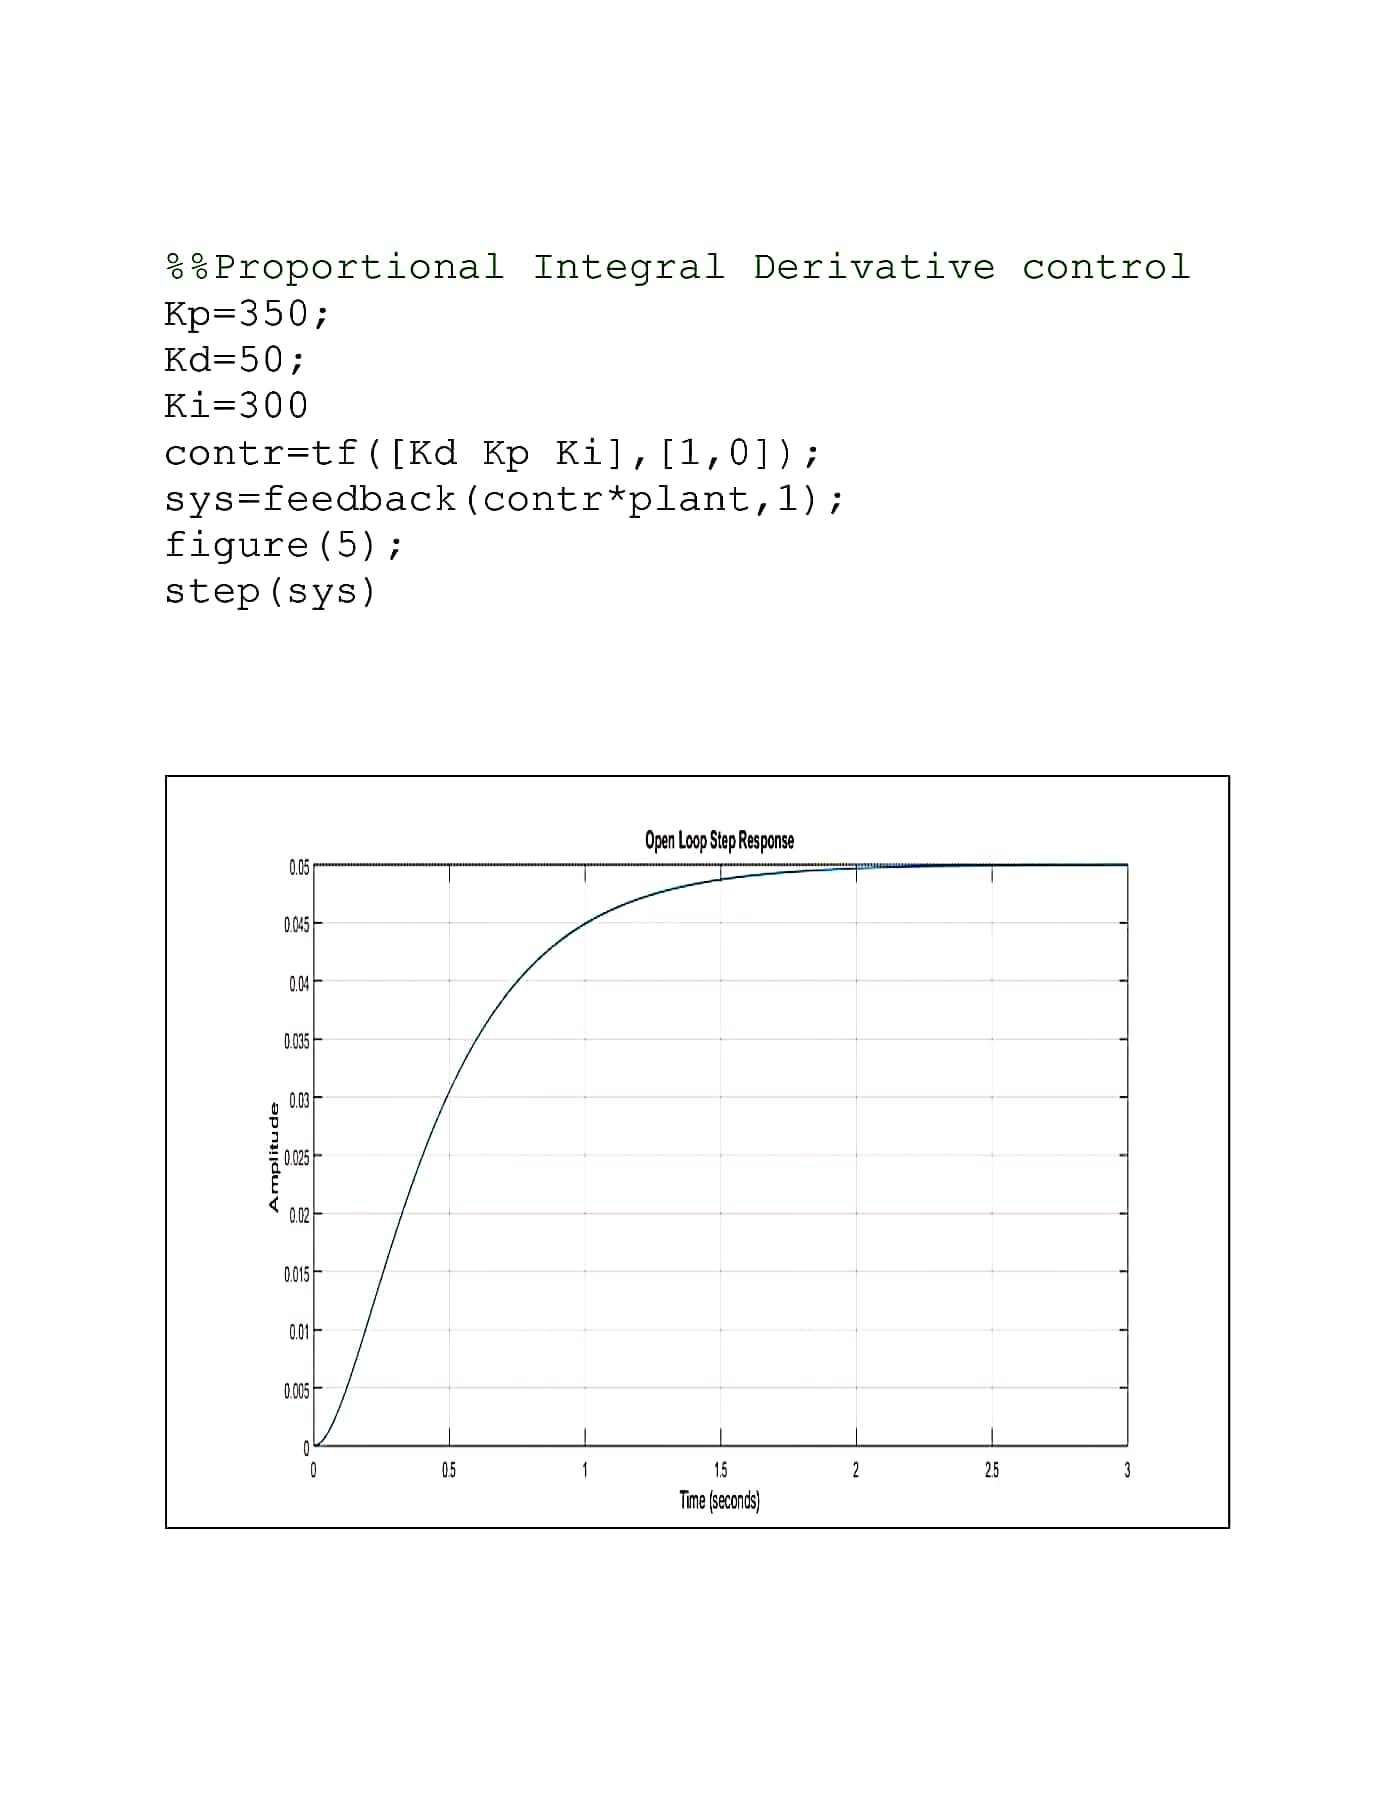 %%Proportional Integral Derivative control
Kp=350;
Kd=50;
Ki=300
contr=tf([Kd Kp Ki],[1,0]);
sys=feedback(contr*plant,1);
figure(5);
step(sys)
Open Loop Step Response
0.05
0.045
0.04
0.035
0.03
0.025
0.02
0.015
0.01
0.005
0
Amplitude
0 0.5 1 1.5 2 2.5 3
Time (seconds)